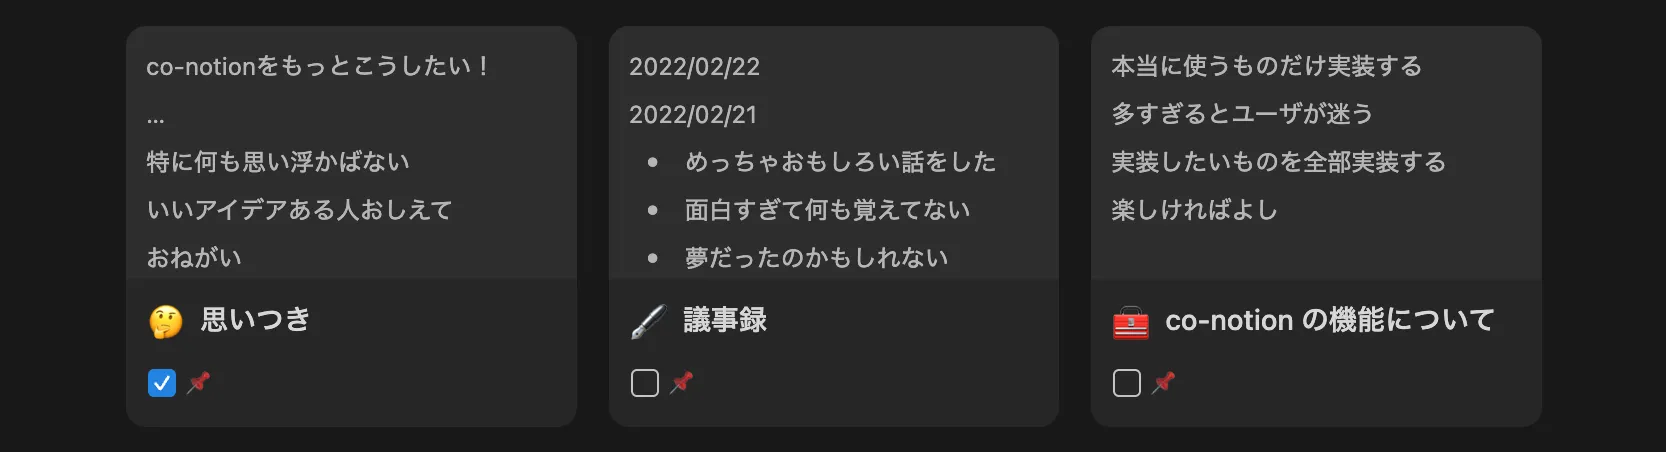 co-notionをもっとこうしたい！
...
特に何も思い浮かばない
いいアイデアある人おしえて
おねがい
🤔 思いつき
📌
2022/02/22
2022/02/21
• めっちゃおもしろい話をした
• 面白すぎて何も覚えてない
• 夢だったのかもしれない
🖋️ 議事録
📌
本当に使うものだけ実装する
多すぎるとユーザが迷う
実装したいものを全部実装する
楽しければよし
🧰 co-notion の機能について
📌